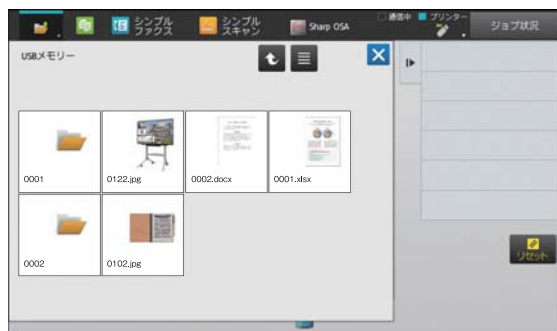 シンプル
ファクス
シンプル
スキャン
Sharp OSA
通信中
プリンター
ジョブ状況
USBメモリー
0001
0122.jpg
0002.docx
0001.xlsx
0002
0102.jpg
リセット